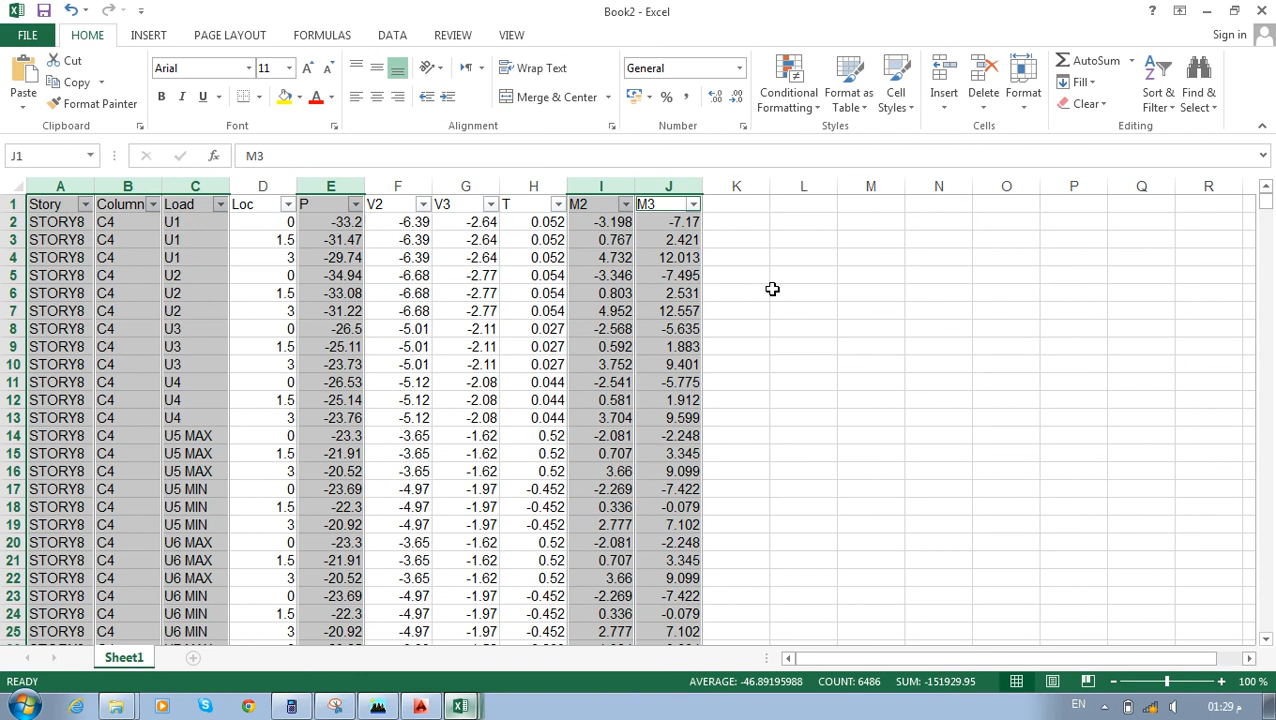 Book2 - Excel
FILE HOME INSERT PAGE LAYOUT FORMULAS DATA REVIEW VIEW Sign in
Cut
Copy
Format Painter
Paste
Arial 11
B I U
Wrap Text
Merge & Center
General
Conditional Formatting
Format as Table
Cell Styles
Insert Delete Format
AutoSum
Fill
Clear
Sort & Filter
Find & Select
Clipboard Font Alignment Number Styles Cells Editing
J1 fx M3
A B C D E F G H I J K L M N O P Q R
1 Story Column Load Loc P V2 V3 T M2 M3
2 STORY8 C4 U1 0 -33.2 -6.39 -2.64 0.052 -3.198 -7.17
3 STORY8 C4 U1 1.5 -31.47 -6.39 -2.64 0.052 0.767 2.421
4 STORY8 C4 U1 3 -29.74 -6.39 -2.64 0.052 4.732 12.013
5 STORY8 C4 U2 0 -34.94 -6.68 -2.77 0.054 -3.346 -7.495
6 STORY8 C4 U2 1.5 -33.08 -6.68 -2.77 0.054 0.803 2.531
7 STORY8 C4 U2 3 -31.22 -6.68 -2.77 0.054 4.952 12.557
8 STORY8 C4 U3 0 -26.5 -5.01 -2.11 0.027 -2.568 -5.635
9 STORY8 C4 U3 1.5 -25.11 -5.01 -2.11 0.027 0.592 1.883
10 STORY8 C4 U3 3 -23.73 -5.01 -2.11 0.027 3.752 9.401
11 STORY8 C4 U4 0 -26.53 -5.12 -2.08 0.044 -2.541 -5.775
12 STORY8 C4 U4 1.5 -25.14 -5.12 -2.08 0.044 0.581 1.912
13 STORY8 C4 U4 3 -23.76 -5.12 -2.08 0.044 3.704 9.599
14 STORY8 C4 U5 MAX 0 -23.3 -3.65 -1.62 0.52 -2.081 -2.248
15 STORY8 C4 U5 MAX 1.5 -21.91 -3.65 -1.62 0.52 0.707 3.345
16 STORY8 C4 U5 MAX 3 -20.52 -3.65 -1.62 0.52 3.66 9.099
17 STORY8 C4 U5 MIN 0 -23.69 -4.97 -1.97 -0.452 -2.269 -7.422
18 STORY8 C4 U5 MIN 1.5 -22.3 -4.97 -1.97 -0.452 0.336 -0.079
19 STORY8 C4 U5 MIN 3 -20.92 -4.97 -1.97 -0.452 2.777 7.102
20 STORY8 C4 U6 MAX 0 -23.3 -3.65 -1.62 0.52 -2.081 -2.248
21 STORY8 C4 U6 MAX 1.5 -21.91 -3.65 -1.62 0.52 0.707 3.345
22 STORY8 C4 U6 MAX 3 -20.52 -3.65 -1.62 0.52 3.66 9.099
23 STORY8 C4 U6 MIN 0 -23.69 -4.97 -1.97 -0.452 -2.269 -7.422
24 STORY8 C4 U6 MIN 1.5 -22.3 -4.97 -1.97 -0.452 0.336 -0.079
25 STORY8 C4 U6 MIN 3 -20.92 -4.97 -1.97 -0.452 2.777 7.102
Sheet1
READY AVERAGE: -46.89195988 COUNT: 6486 SUM: -151929.95 100 %
EN 01:29 م